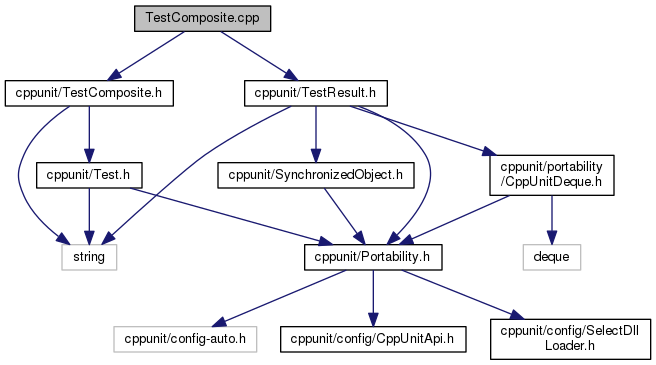 TestComposite.cpp
cppunit/TestComposite.h
cppunit/TestResult.h
cppunit/Test.h
cppunit/SynchronizedObject.h
cppunit/portability
/CppUnitDeque.h
string
cppunit/Portability.h
deque
cppunit/config-auto.h
cppunit/config/CppUnitApi.h
cppunit/config/SelectDll
Loader.h